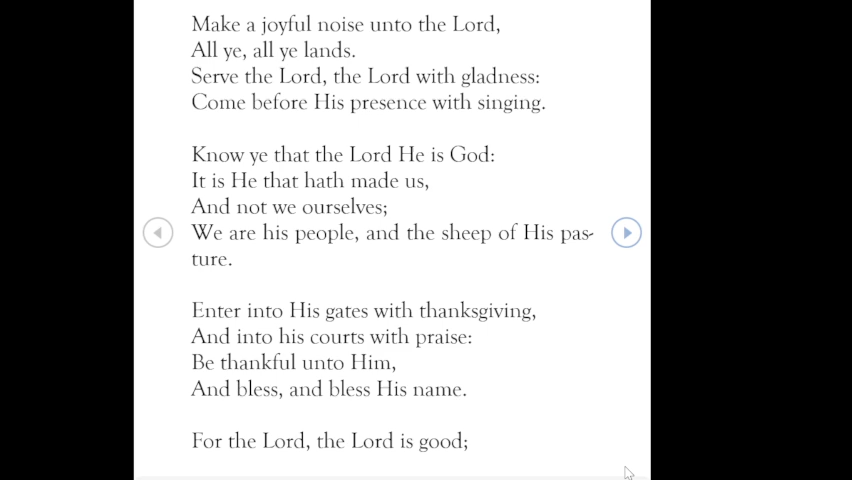 Make a joyful noise unto the Lord,
All ye, all ye lands.
Serve the Lord, the Lord with gladness:
Come before His presence with singing.
Know ye that the Lord He is God:
It is He that hath made us,
And not we ourselves;
We are his people, and the sheep of His pas-
ture.
Enter into His gates with thanksgiving,
And into his courts with praise:
Be thankful unto Him,
And bless, and bless His name.
For the Lord, the Lord is good;